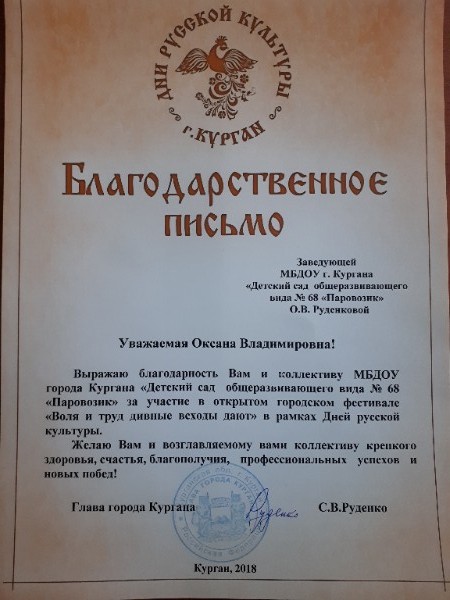 ДНИ РУССКОЙ КУЛЬТУРЫ
г. КУРГАН
БЛАГОДАРСТВЕННОЕ
ПИСЬМО
Заведующей
МБДОУ г. Кургана
«Детский сад общеразвивающего
вида № 68 «Паровозик»
О.В. Руденковой
Уважаемая Оксана Владимировна!
Выражаю благодарность Вам и коллективу МБДОУ
города Кургана «Детский сад общеразвивающего вида № 68
«Паровозик» за участие в открытом городском фестивале
«Воля и труд дивные всходы дают» в рамках Дней русской
культуры.
Желаю Вам и возглавляемому вами коллективу крепкого
здоровья, счастья, благополучия, профессиональных успехов и
новых побед!
Глава города Кургана С.В.Руденко
Курган, 2018